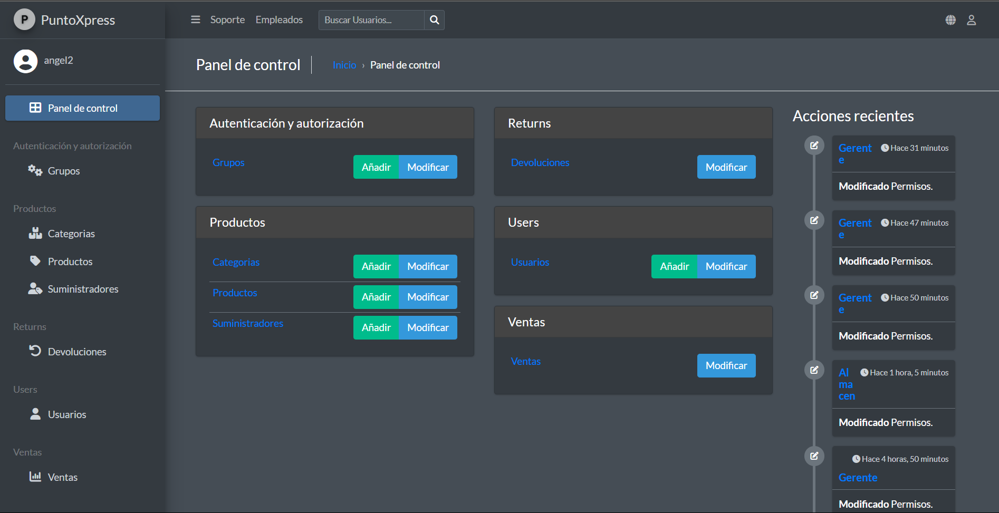 P PuntoXpress
Soporte Empleados Buscar Usuarios...
angel2
Panel de control
Autenticación y autorización
Grupos
Productos
Categorias
Productos
Suministradores
Returns
Devoluciones
Users
Usuarios
Ventas
Ventas
Panel de control
Inicio › Panel de control
Autenticación y autorización
Grupos Añadir Modificar
Productos
Categorias Añadir Modificar
Productos Añadir Modificar
Suministradores Añadir Modificar
Returns
Devoluciones Modificar
Users
Usuarios Añadir Modificar
Ventas
Ventas Modificar
Acciones recientes
Gerent Hace 31 minutos
e
Modificado Permisos.
Gerent Hace 47 minutos
e
Modificado Permisos.
Gerent Hace 50 minutos
e
Modificado Permisos.
Al Hace 1 hora, 5 minutos
ma
cen
Modificado Permisos.
Hace 4 horas, 50 minutos
Gerente
Modificado Permisos.